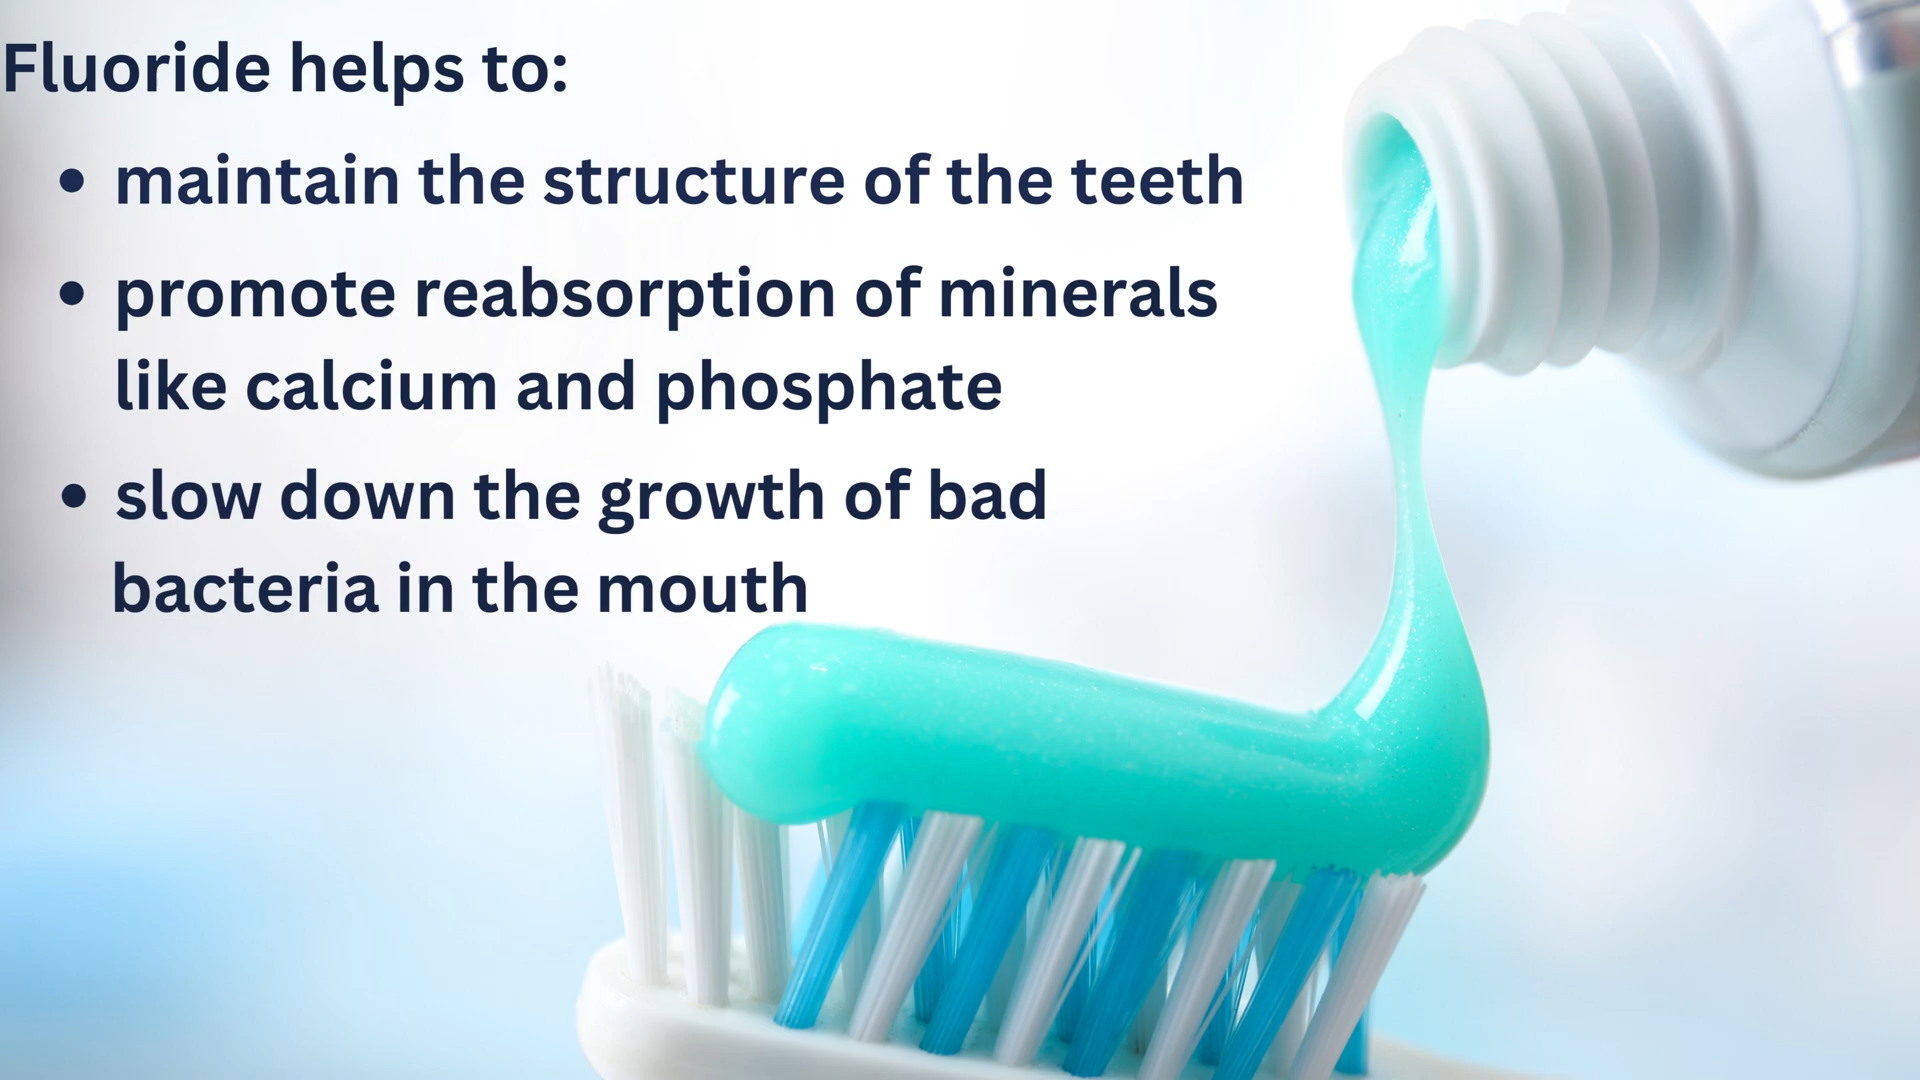 Fluoride helps to:
• maintain the structure of the teeth
• promote reabsorption of minerals
like calcium and phosphate
• slow down the growth of bad
bacteria in the mouth